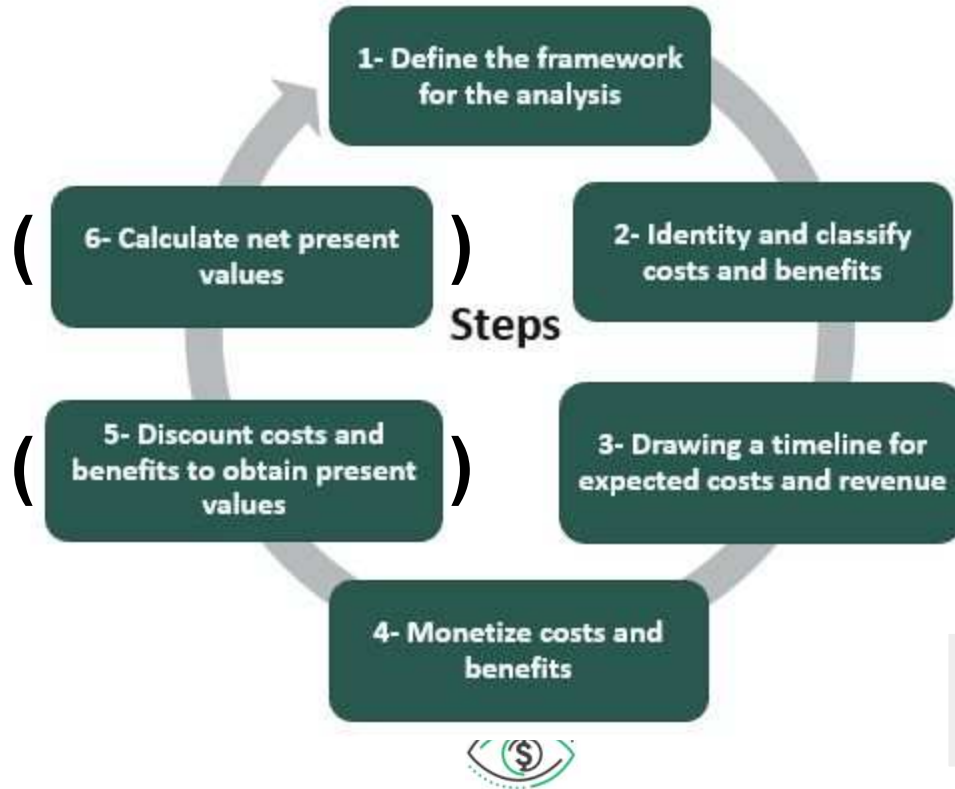 1- Define the framework
for the analysis
2- Identity and classify
costs and benefits
3- Drawing a timeline for
expected costs and revenue
4- Monetize costs and
benefits
( 5- Discount costs and
benefits to obtain present
values )
( 6- Calculate net present
values )
Steps
$